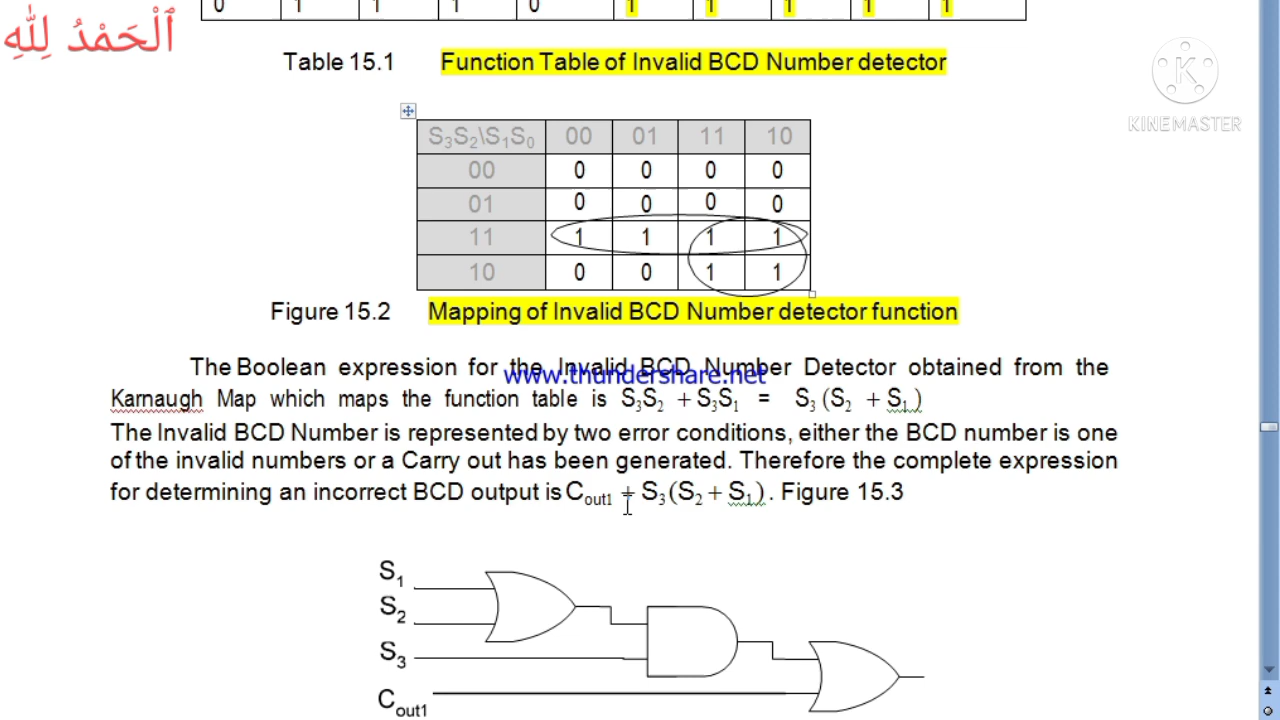 0 1 1 1 0 1 1 1 1 1
ٱلْحَمْدُ لِلّٰهِ
Table 15.1 Function Table of Invalid BCD Number detector
KINEMASTER
S3S2\S1S0 00 01 11 10
00 0 0 0 0
01 0 0 0 0
11 1 1 1 1
10 0 0 1 1
Figure 15.2 Mapping of Invalid BCD Number detector function
The Boolean expression for the Invalid BCD Number Detector obtained from the
www.thundershare.net
Karnaugh Map which maps the function table is S3S2 + S3S1 = S3 (S2 + S1)
The Invalid BCD Number is represented by two error conditions, either the BCD number is one
of the invalid numbers or a Carry out has been generated. Therefore the complete expression
for determining an incorrect BCD output is Cout1 + S3(S2 + S1). Figure 15.3
S1
S2
S3
Cout1